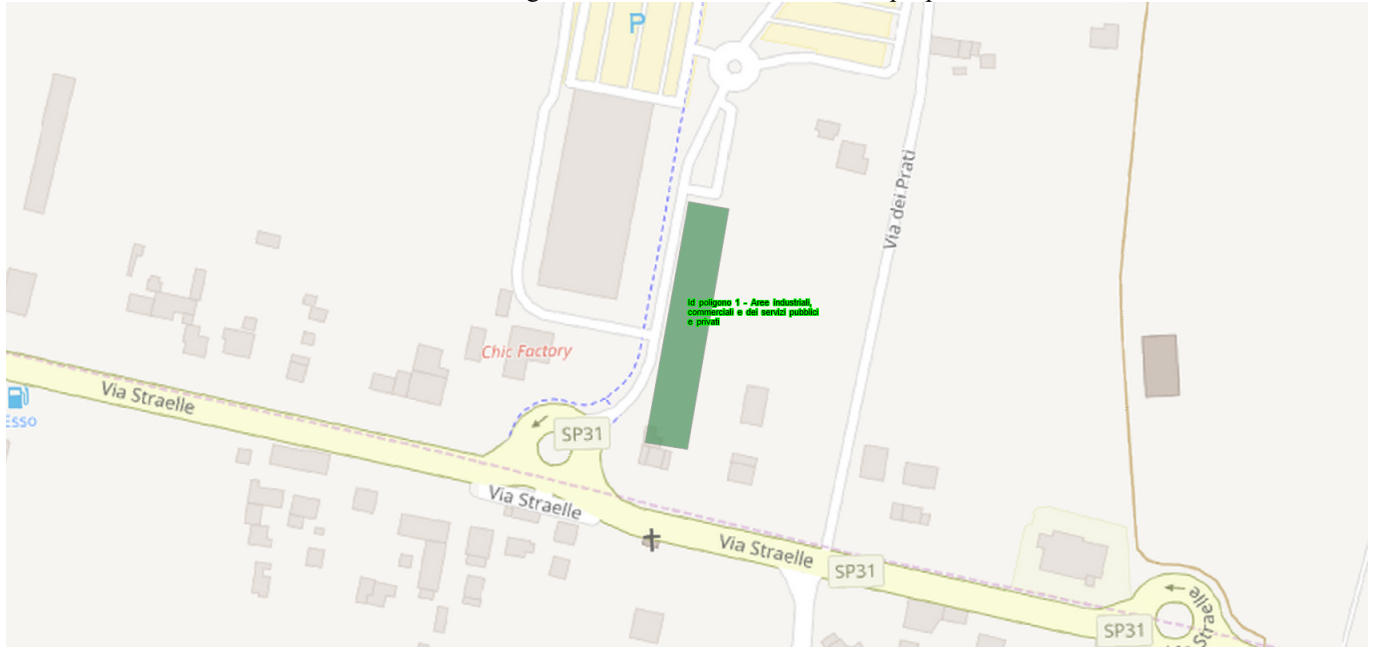 P
Via dei Prati
Id poligono 1 - Aree industriali,
commerciali e dei servizi pubblici
e privati
Chic Factory
Via Straelle
ESSO
SP31
Via Straelle
Via Straelle
SP31
SP31
Straelle